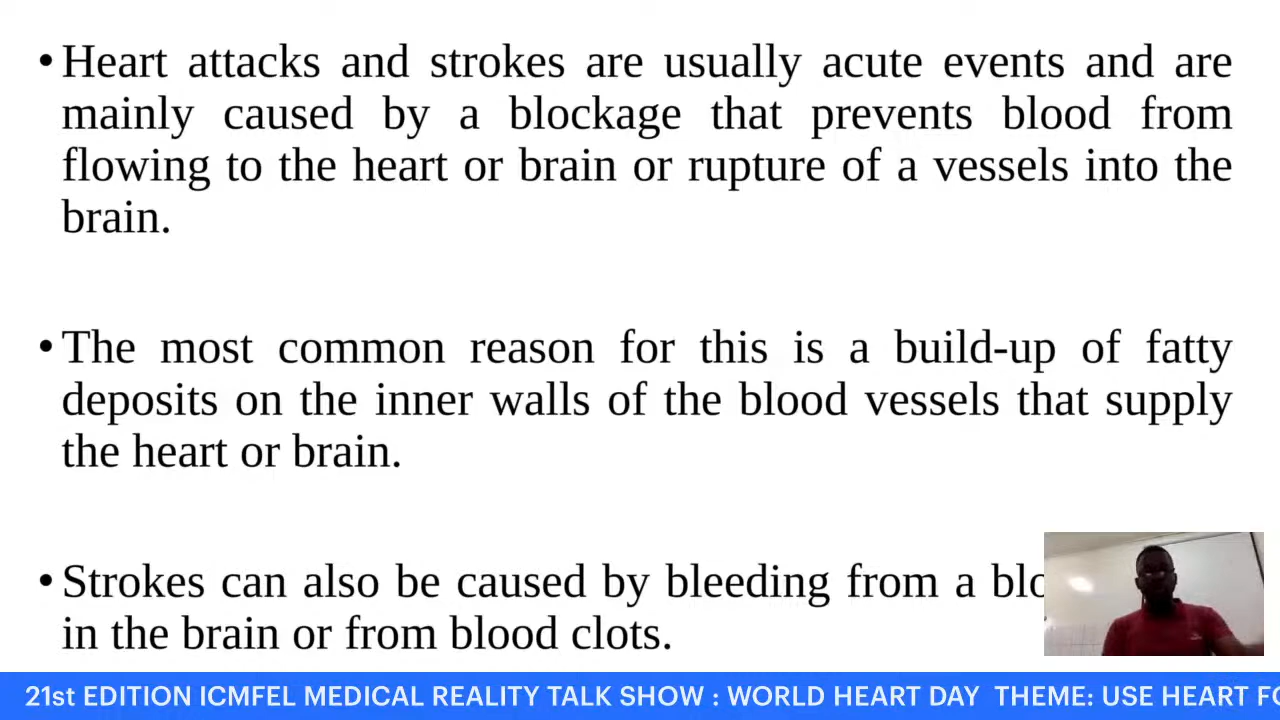 • Heart attacks and strokes are usually acute events and are
mainly caused by a blockage that prevents blood from
flowing to the heart or brain or rupture of a vessels into the
brain.
• The most common reason for this is a build-up of fatty
deposits on the inner walls of the blood vessels that supply
the heart or brain.
• Strokes can also be caused by bleeding from a
in the brain or from blood clots.
21st EDITION ICMFEL MEDICAL REALITY TALK SHOW : WORLD HEART DAY THEME: USE HEART